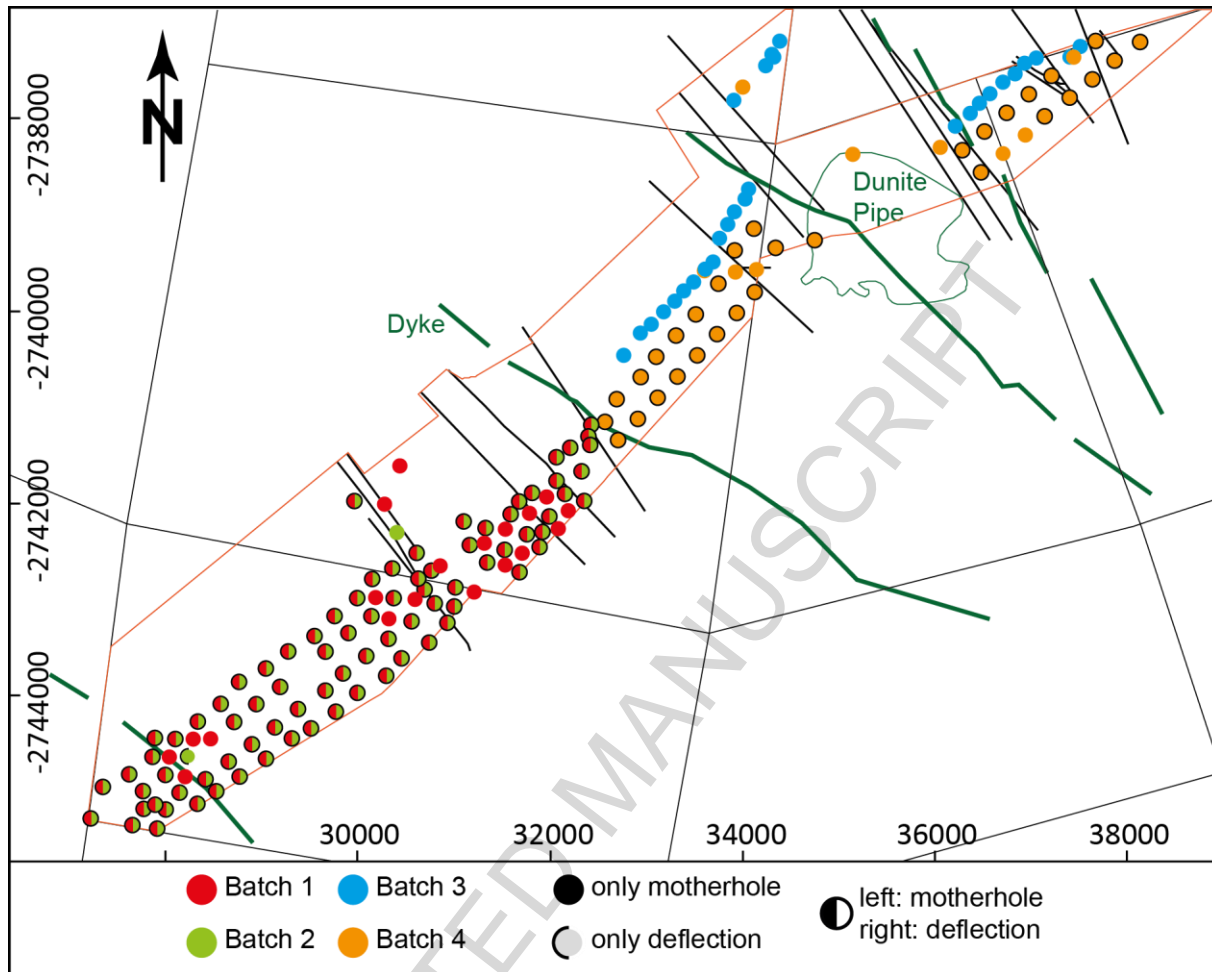 N
-2738000
-2740000
-2742000
-2744000
Dunite
Pipe
Dyke
30000
32000
34000
36000
38000
Batch 1
Batch 3
only motherhole
left: motherhole
right: deflection
Batch 2
Batch 4
only deflection
TED MANUSCRIPT